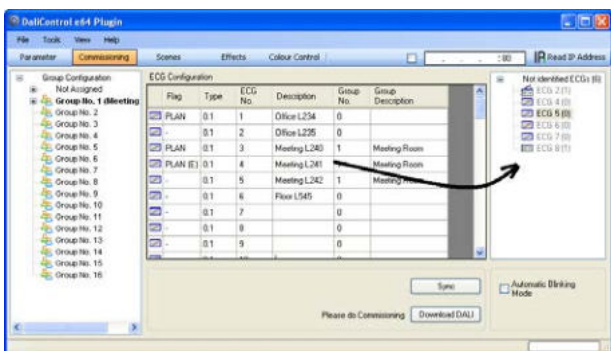 DaliControl e64 Plugin
File Tools View Help
Parameter Commissioning Scenes Effects Colour Control . . . :80 Read IP Address
Group Configuration
Not Assigned
Group No. 1 (Meeting
Group No. 2
Group No. 3
Group No. 4
Group No. 5
Group No. 6
Group No. 7
Group No. 8
Group No. 9
Group No. 10
Group No. 11
Group No. 12
Group No. 13
Group No. 14
Group No. 15
Group No. 16
ECG Configuration
Flag Type ECG No. Description Group No. Group Description
PLAN 0.1 1 Office L234 0
- 0.1 2 Office L235 0
PLAN 0.1 3 Meeting L240 1 Meeting Room
PLAN (E) 0.1 4 Meeting L241 1 Meeting Room
- 0.1 5 Meeting L242 1 Meeting Room
- 0.1 6 Floor L545 0
- 0.1 7 0
- 0.1 8 0
- 0.1 9 0
Not identified ECGs (6)
ECG 2 (1)
ECG 4 (0)
ECG 5 (0)
ECG 6 (0)
ECG 7 (0)
ECG 8 (1)
Sync
Please do Commissioning Download DALI
Automatic Blinking
Mode